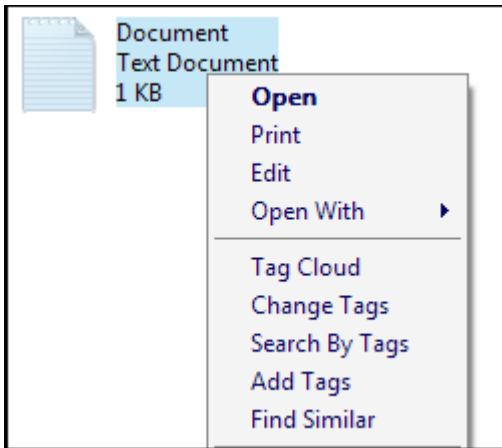 Document
Text Document
1 KB
Open
Print
Edit
Open With
Tag Cloud
Change Tags
Search By Tags
Add Tags
Find Similar